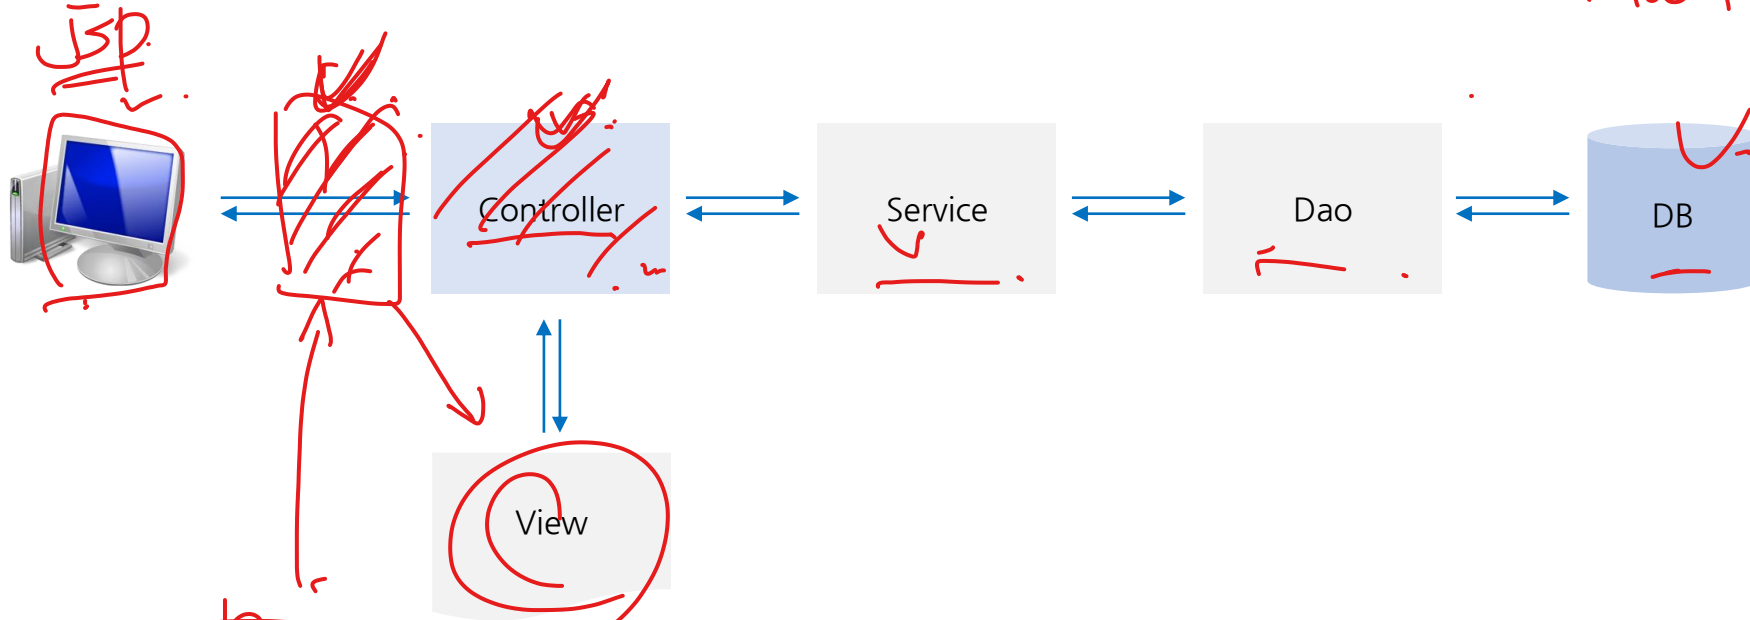 Jsp
Controller
Service
Dao
DB
View